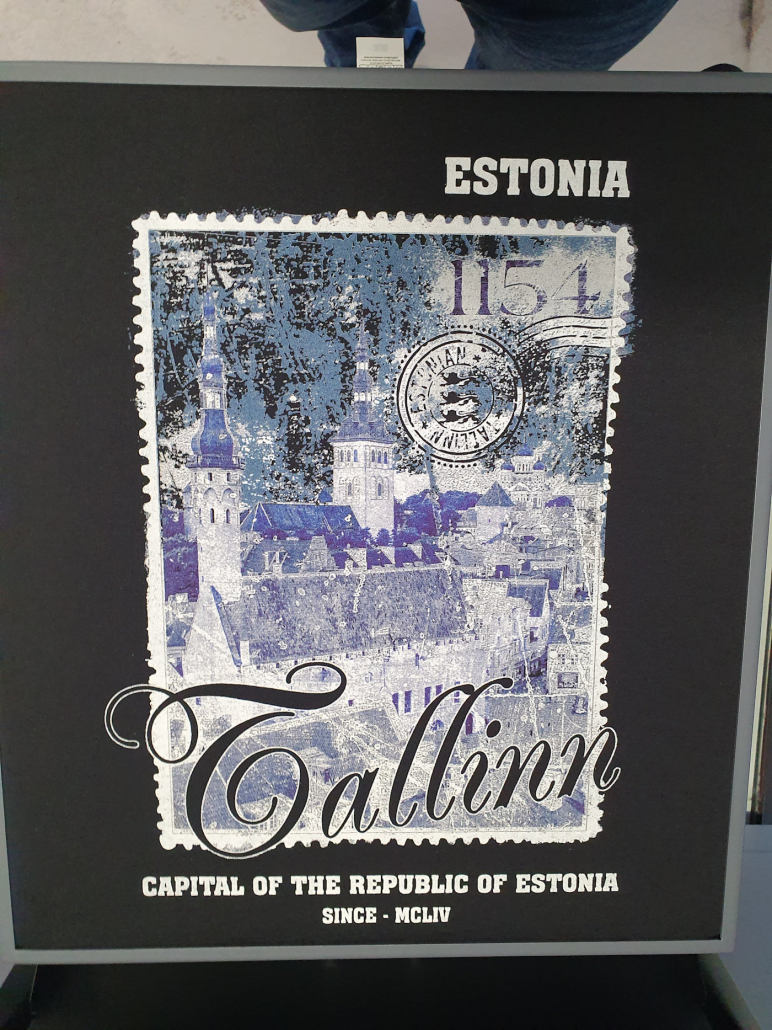 ESTONIA
1154
ESTONIAN
TALLINN
Tallinn
CAPITAL OF THE REPUBLIC OF ESTONIA
SINCE - MCLIV